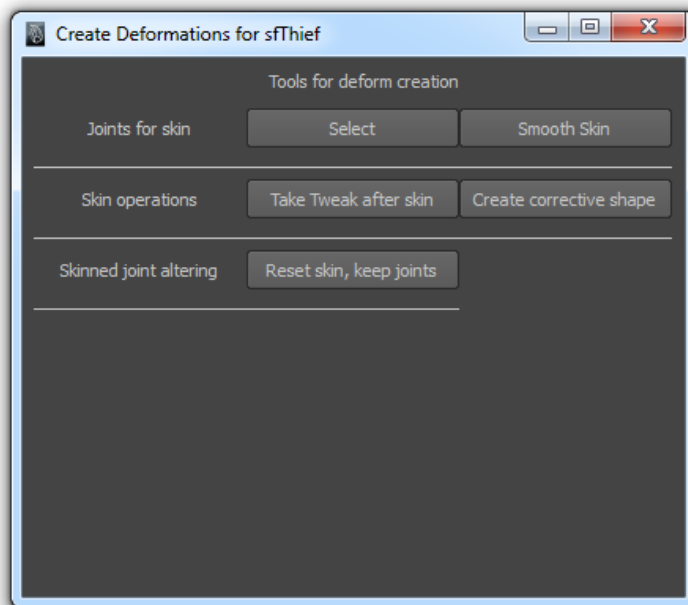 Create Deformations for sfThief
Tools for deform creation
Joints for skin Select Smooth Skin
Skin operations Take Tweak after skin Create corrective shape
Skinned joint altering Reset skin, keep joints